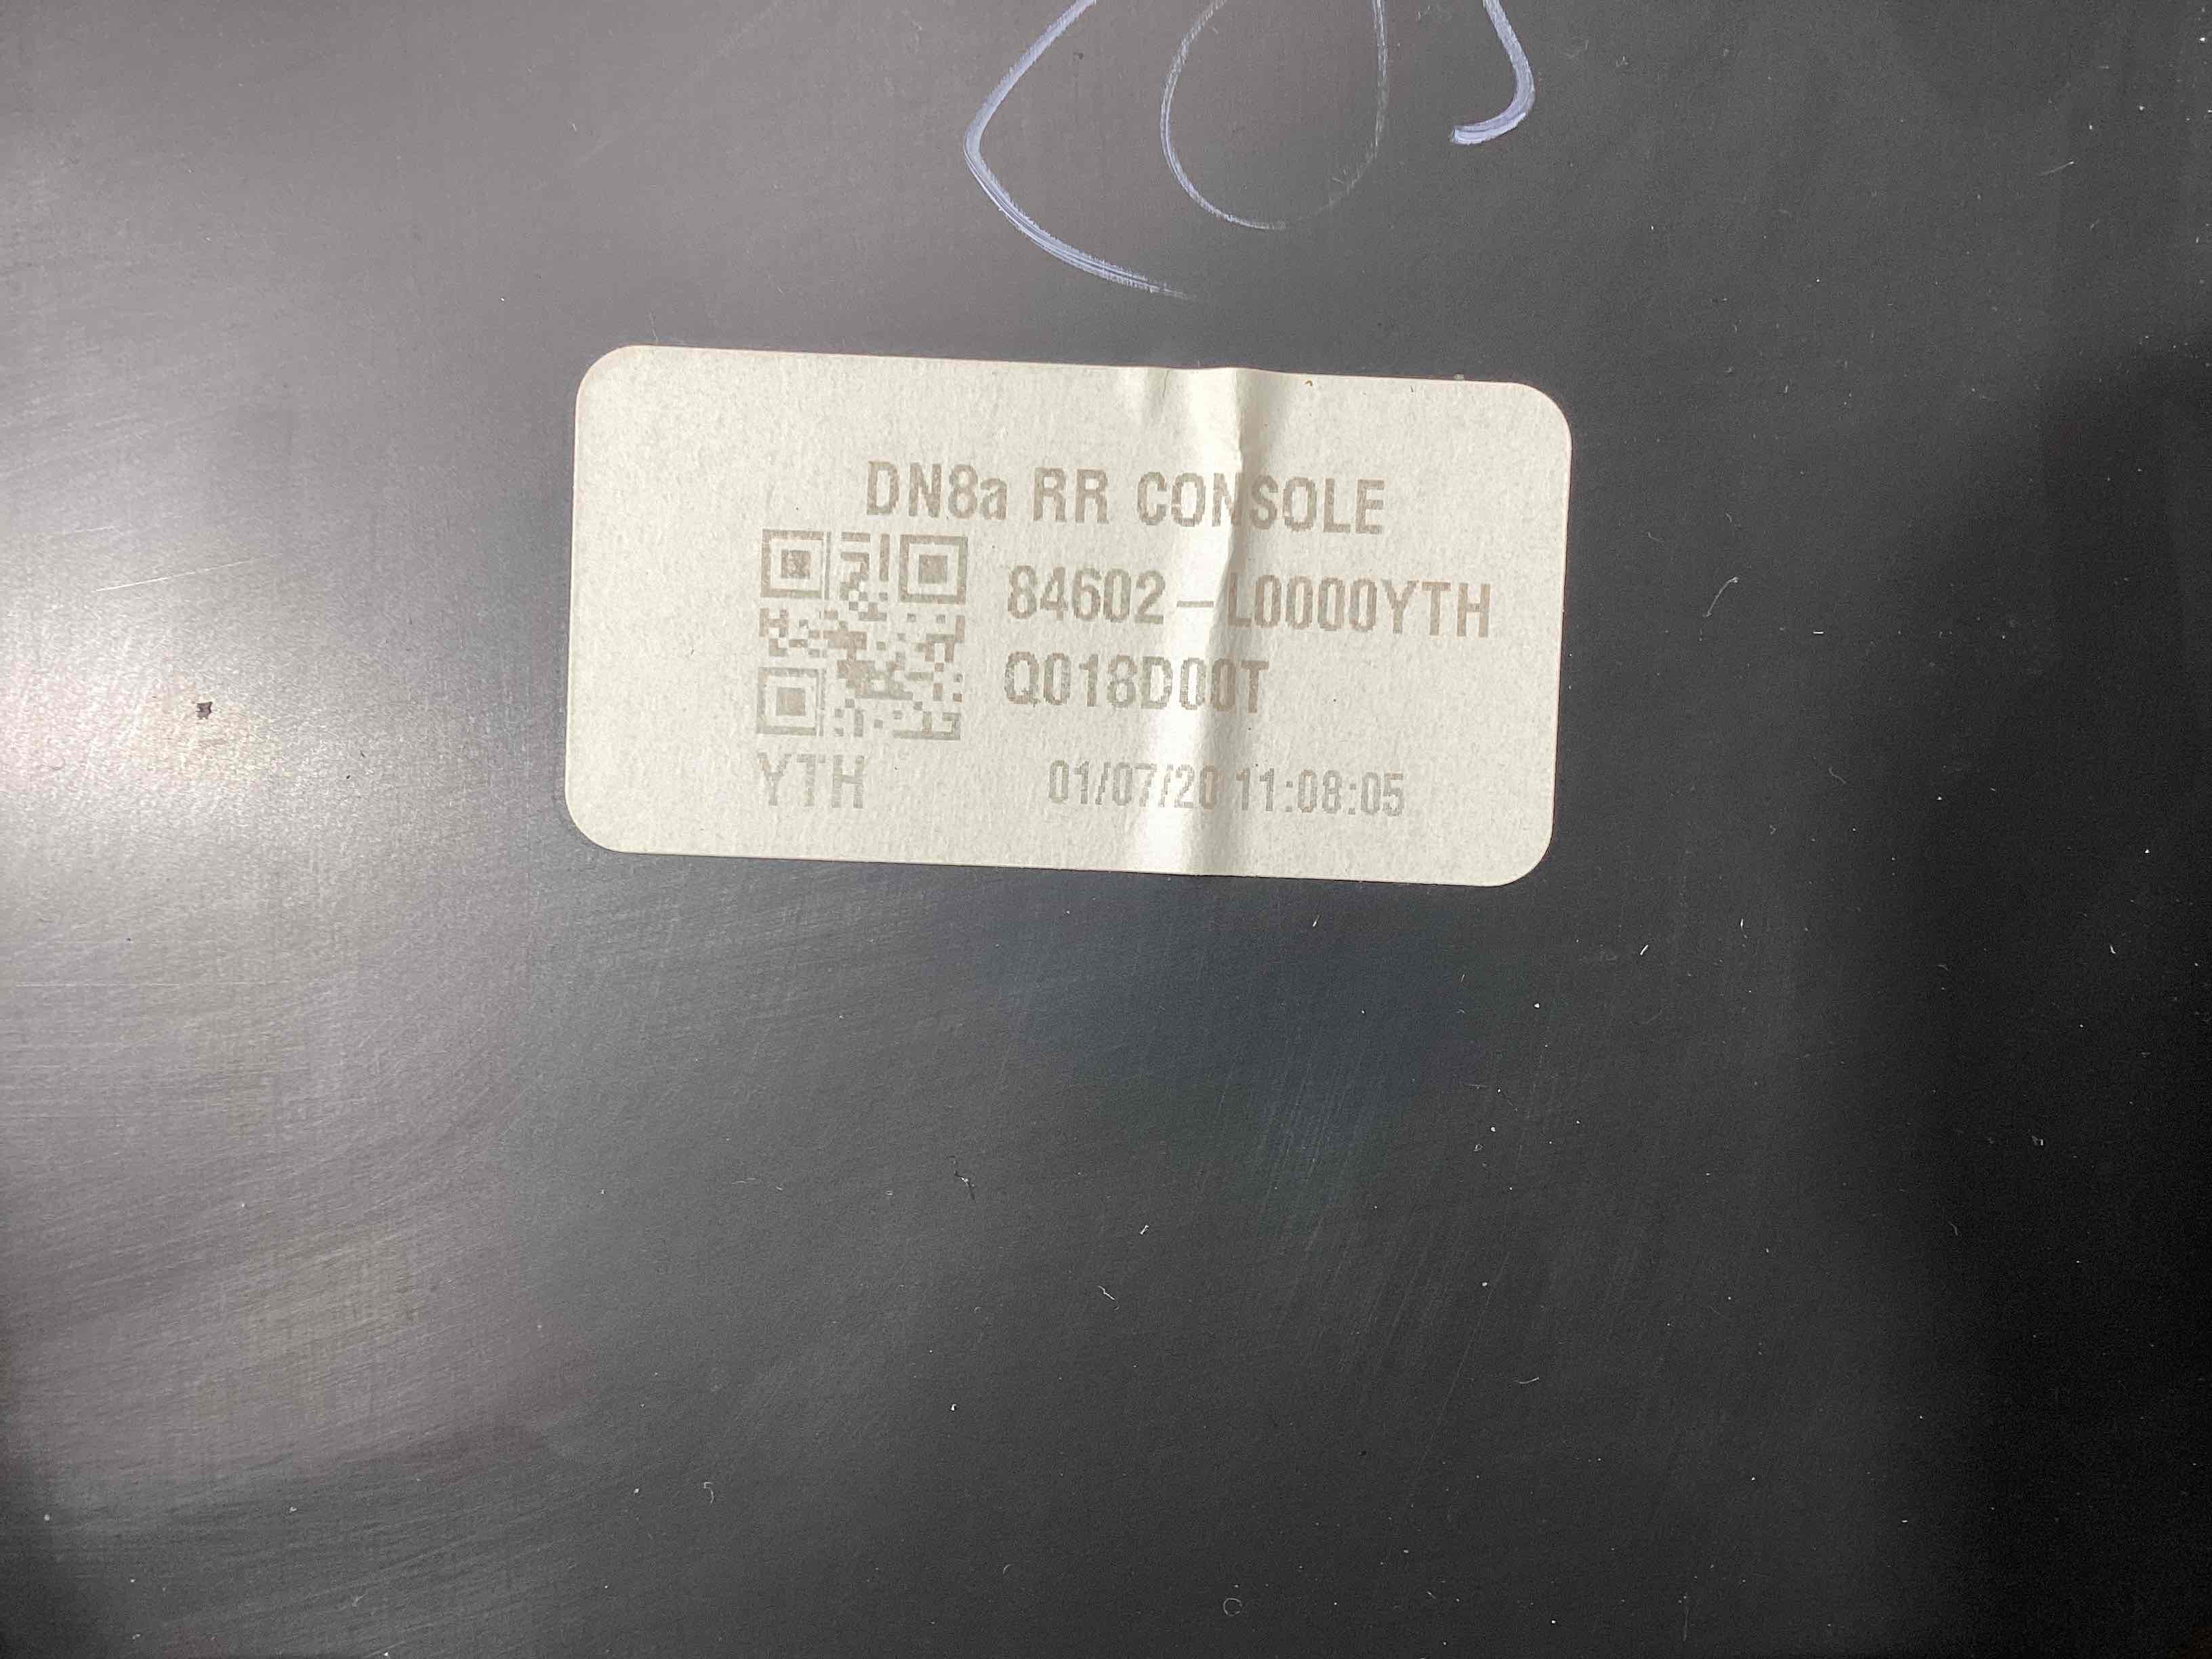 DN8a RR CONSOLE
84602-L0000YTH
Q018D00T
YTH 01/07/20 11:08:05